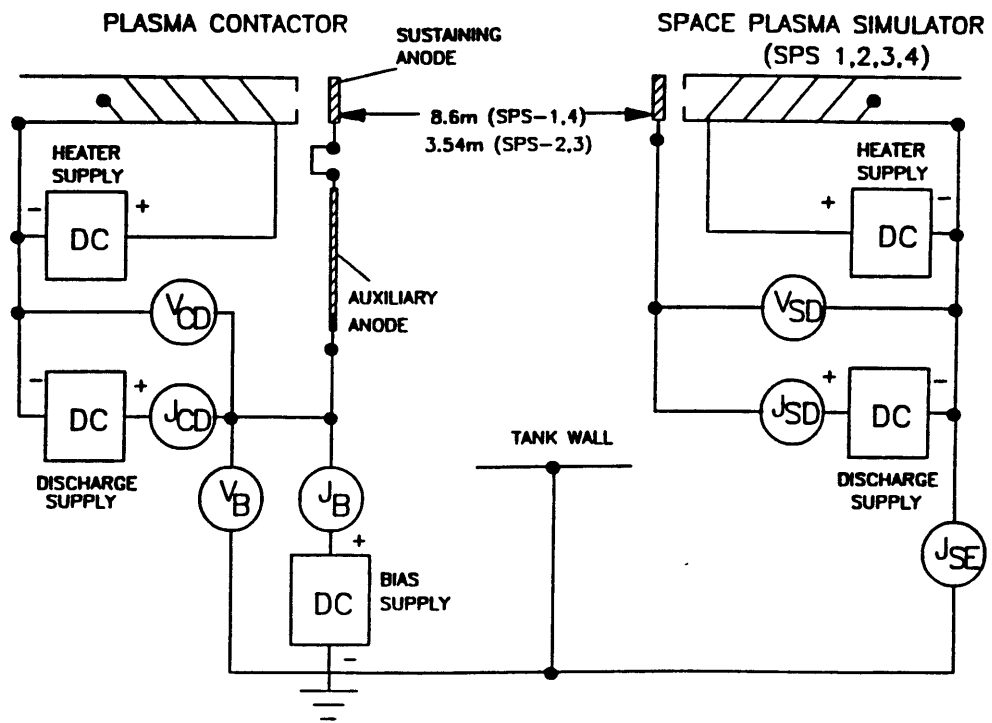 PLASMA CONTACTOR
SPACE PLASMA SIMULATOR
(SPS 1,2,3,4)
SUSTAINING
ANODE
8.6m (SPS-1,4)
3.54m (SPS-2,3)
HEATER
SUPPLY
- +
DC
HEATER
SUPPLY
+ -
DC
AUXILIARY
ANODE
VCD
VSD
- +
DC
JCD
DISCHARGE
SUPPLY
JSD
+ -
DC
DISCHARGE
SUPPLY
TANK WALL
VB
JB
+
DC
-
BIAS
SUPPLY
JSE